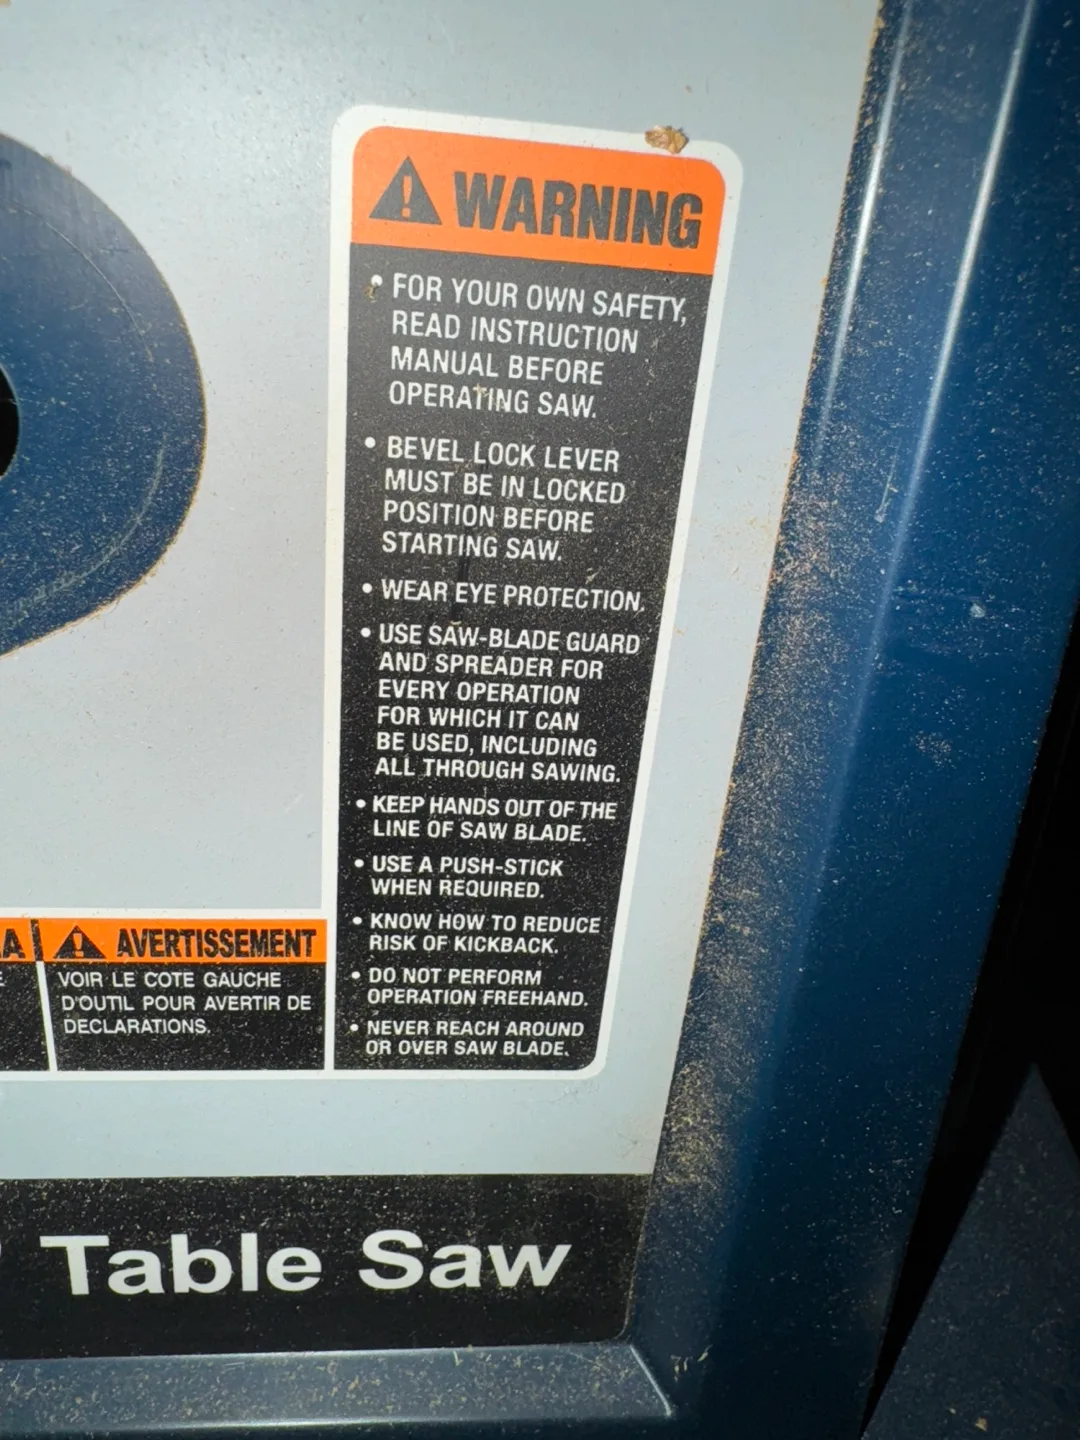 WARNING
• FOR YOUR OWN SAFETY,
READ INSTRUCTION
MANUAL BEFORE
OPERATING SAW.
• BEVEL LOCK LEVER
MUST BE IN LOCKED
POSITION BEFORE
STARTING SAW.
• WEAR EYE PROTECTION.
• USE SAW-BLADE GUARD
AND SPREADER FOR
EVERY OPERATION
FOR WHICH IT CAN
BE USED, INCLUDING
ALL THROUGH SAWING.
• KEEP HANDS OUT OF THE
LINE OF SAW BLADE.
• USE A PUSH-STICK
WHEN REQUIRED.
• KNOW HOW TO REDUCE
RISK OF KICKBACK.
• DO NOT PERFORM
OPERATION FREEHAND.
• NEVER REACH AROUND
OR OVER SAW BLADE.
AVERTISSEMENT
VOIR LE COTE GAUCHE
D'OUTIL POUR AVERTIR DE
DECLARATIONS.
Table Saw